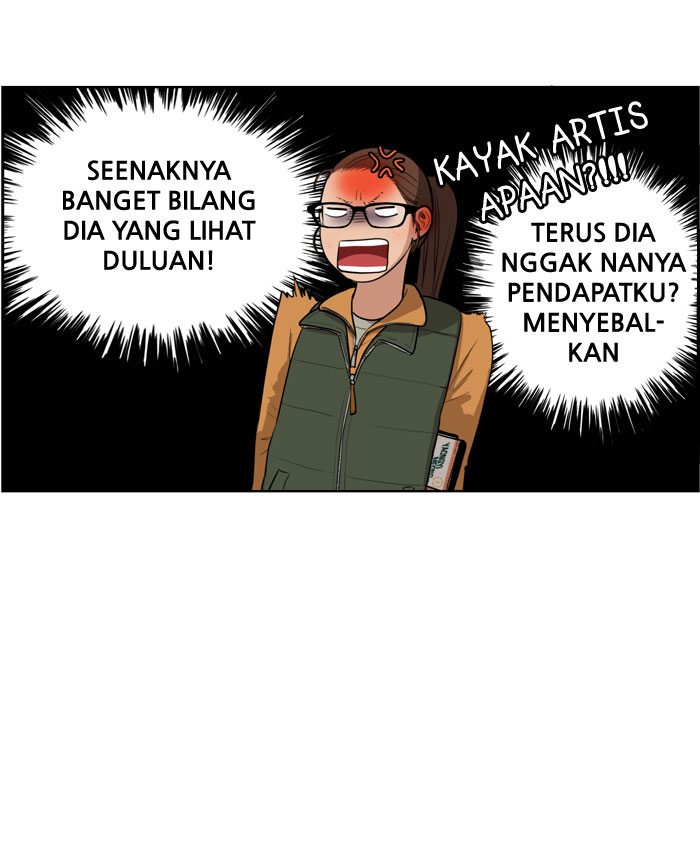 SEENAKNYA
BANGET BILANG
DIA YANG LIHAT
DULUAN!
KAYAK ARTIS
APAAN?!!!
TERUS DIA
NGGAK NANYA
PENDAPATKU?
MENYEBAL-
KAN